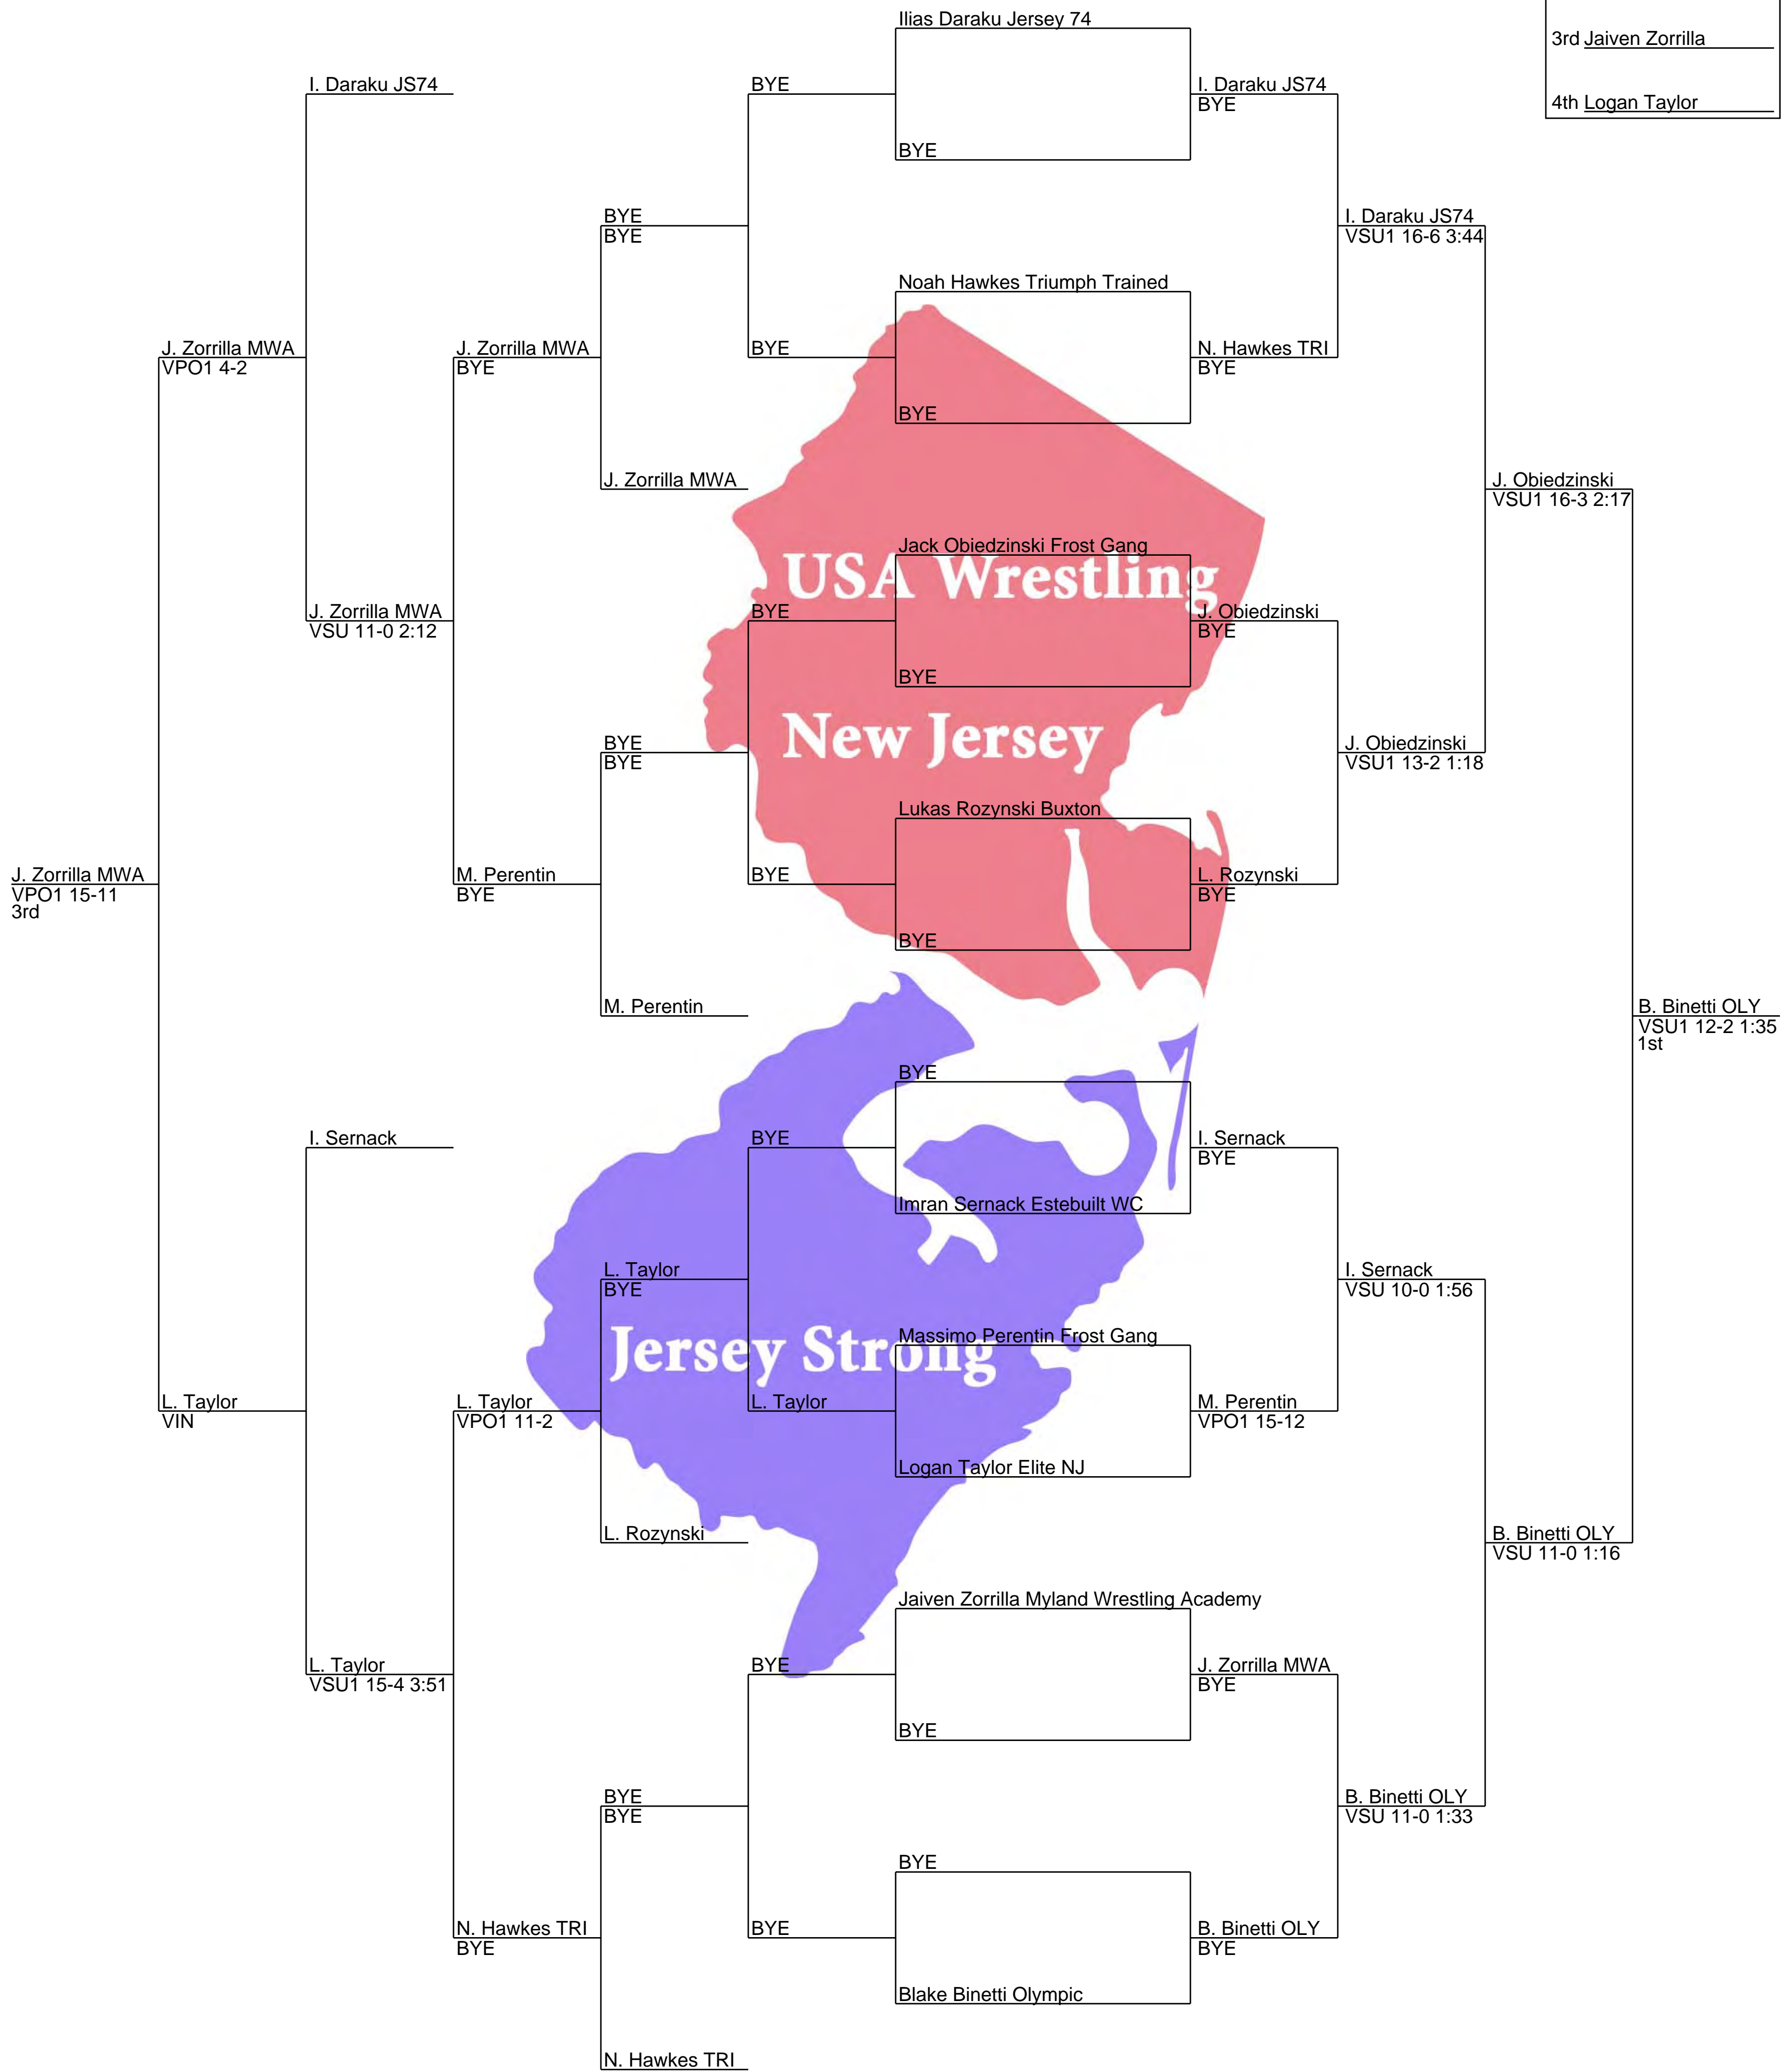 Ilias Daraku Jersey 74
3rd Jaiven Zorrilla
I. Daraku JS74
BYE
I. Daraku JS74
BYE
4th Logan Taylor
BYE
BYE
BYE
I. Daraku JS74
VSU1 16-6 3:44
Noah Hawkes Triumph Trained
J. Zorrilla MWA
VPO1 4-2
J. Zorrilla MWA
BYE
BYE
N. Hawkes TRI
BYE
BYE
J. Zorrilla MWA
J. Obiedzinski
VSU1 16-3 2:17
Jack Obiedzinski Frost Gang
USA Wrestling
J. Zorrilla MWA
VSU 11-0 2:12
BYE
J. Obiedzinski
BYE
BYE
New Jersey
BYE
BYE
J. Obiedzinski
VSU1 13-2 1:18
Lukas Rozynski Buxton
J. Zorrilla MWA
VPO1 15-11
3rd
M. Perentin
BYE
BYE
L. Rozynski
BYE
BYE
M. Perentin
B. Binetti OLY
VSU1 12-2 1:35
1st
BYE
I. Sernack
BYE
I. Sernack
BYE
Imran Sernack Estebuilt WC
L. Taylor
BYE
I. Sernack
VSU 10-0 1:56
Massimo Perentin Frost Gang
Jersey Strong
L. Taylor
VIN
L. Taylor
VPO1 11-2
L. Taylor
M. Perentin
VPO1 15-12
Logan Taylor Elite NJ
L. Rozynski
B. Binetti OLY
VSU 11-0 1:16
Jaiven Zorrilla Myland Wrestling Academy
L. Taylor
VSU1 15-4 3:51
BYE
J. Zorrilla MWA
BYE
BYE
BYE
BYE
B. Binetti OLY
VSU 11-0 1:33
BYE
N. Hawkes TRI
BYE
BYE
B. Binetti OLY
BYE
Blake Binetti Olympic
N. Hawkes TRI